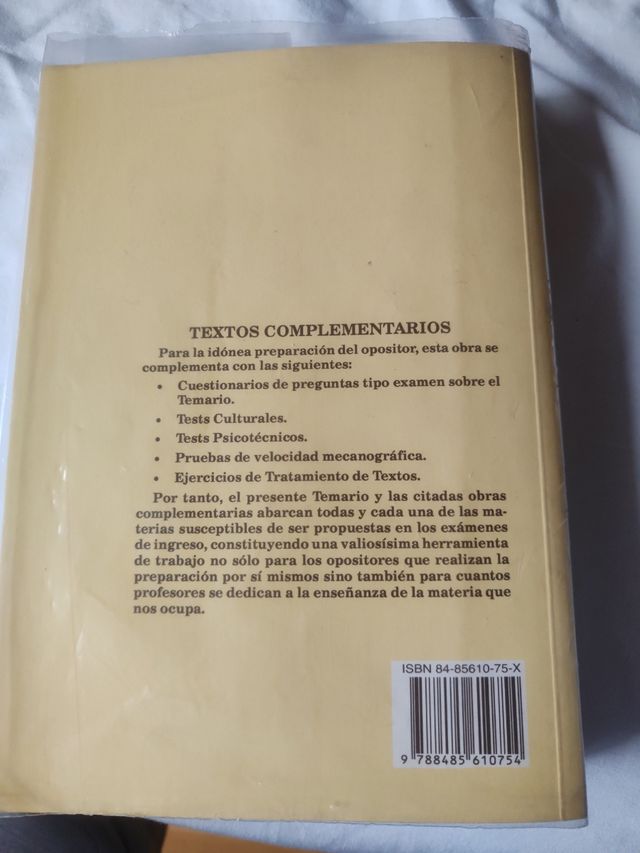 TEXTOS COMPLEMENTARIOS
Para la idónea preparación del opositor, esta obra se
complementa con las siguientes:
• Cuestionarios de preguntas tipo examen sobre el
Temario.
• Tests Culturales.
• Tests Psicotécnicos.
• Pruebas de velocidad mecanográfica.
• Ejercicios de Tratamiento de Textos.
Por tanto, el presente Temario y las citadas obras
complementarias abarcan todas y cada una de las ma-
terias susceptibles de ser propuestas en los exámenes
de ingreso, constituyendo una valiosísima herramienta
de trabajo no sólo para los opositores que realizan la
preparación por sí mismos sino también para cuantos
profesores se dedican a la enseñanza de la materia que
nos ocupa.
ISBN 84-85610-75-X
9 788485 610754